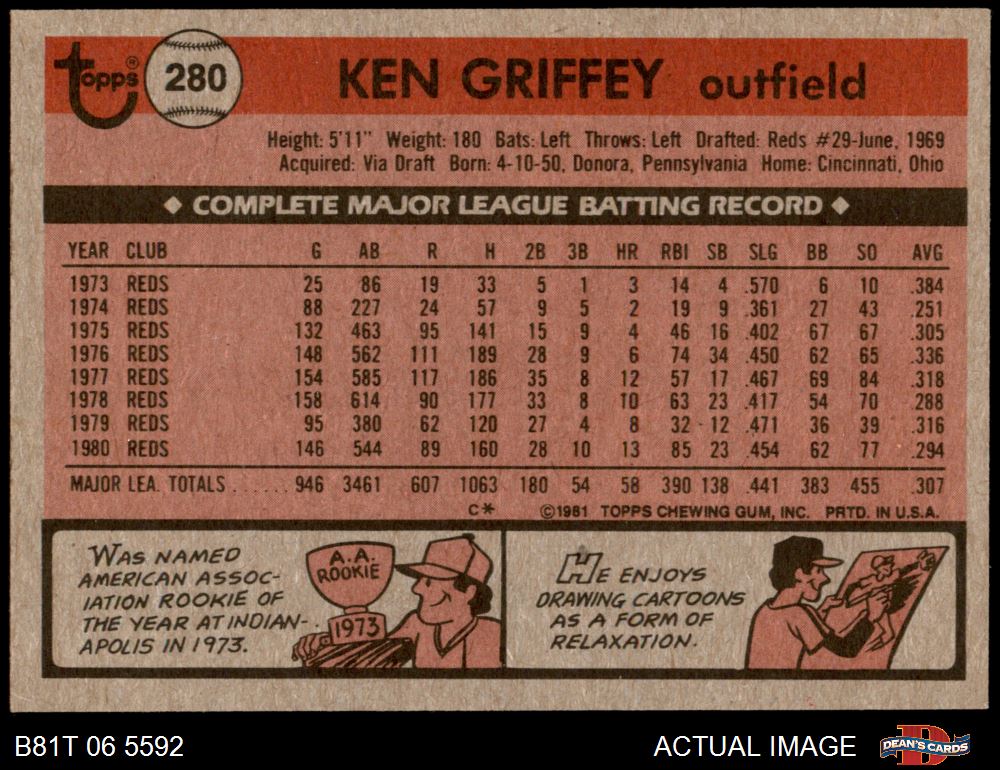 Topps®
280
KEN GRIFFEY outfield
Height: 5'11" Weight: 180 Bats: Left Throws: Left Drafted: Reds #29-June, 1969
Acquired: Via Draft Born: 4-10-50, Donora, Pennsylvania Home: Cincinnati, Ohio
◆ COMPLETE MAJOR LEAGUE BATTING RECORD ◆
YEAR CLUB G AB R H 2B 3B HR RBI SB SLG BB SO AVG
1973 REDS 25 86 19 33 5 1 3 14 4 .570 6 10 .384
1974 REDS 88 227 24 57 9 5 2 19 9 .361 27 43 .251
1975 REDS 132 463 95 141 15 9 4 46 16 .402 67 67 .305
1976 REDS 148 562 111 189 28 9 6 74 34 .450 62 65 .336
1977 REDS 154 585 117 186 35 8 12 57 17 .467 69 84 .318
1978 REDS 158 614 90 177 33 8 10 63 23 .417 54 70 .288
1979 REDS 95 380 62 120 27 4 8 32 12 .471 36 39 .316
1980 REDS 146 544 89 160 28 10 13 85 23 .454 62 77 .294
MAJOR LEA. TOTALS ...... 946 3461 607 1063 180 54 58 390 138 .441 383 455 .307
C* ©1981 TOPPS CHEWING GUM, INC. PRTD. IN U.S.A.
WAS NAMED
AMERICAN ASSOC-
IATION ROOKIE OF
THE YEAR AT INDIAN-
APOLIS IN 1973.
A.A.
ROOKIE
1973
HE ENJOYS
DRAWING CARTOONS
AS A FORM OF
RELAXATION.
B81T 06 5592
ACTUAL IMAGE
DEAN'S CARDS